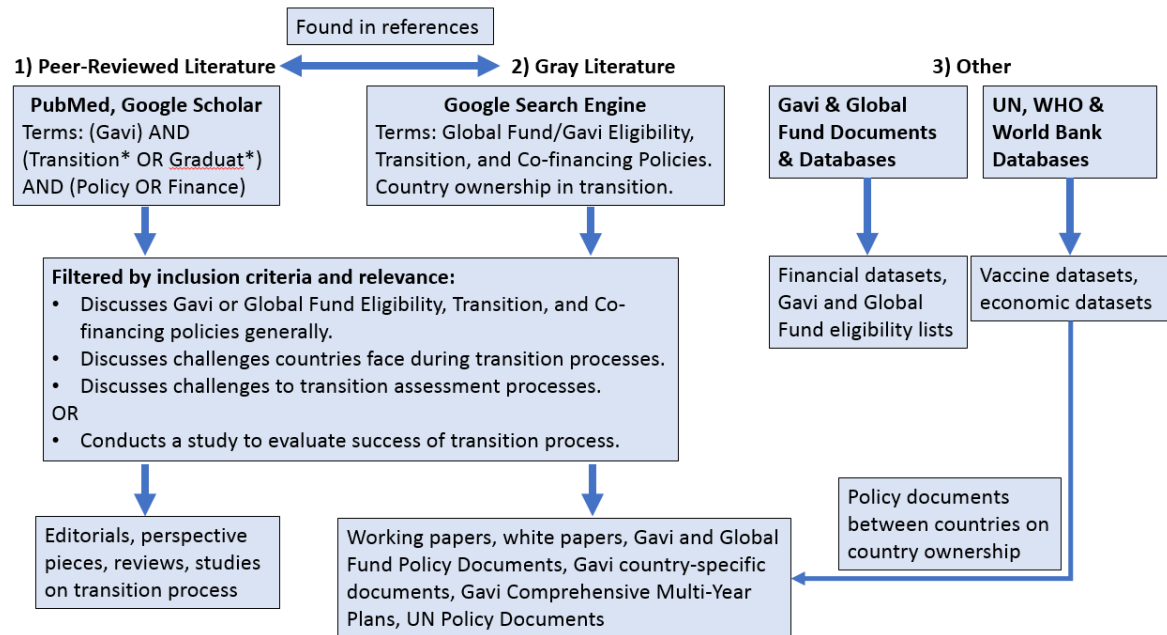 Found in references
1) Peer-Reviewed Literature
2) Gray Literature
3) Other
PubMed, Google Scholar
Terms: (Gavi) AND
(Transition* OR Graduat*)
AND (Policy OR Finance)
Google Search Engine
Terms: Global Fund/Gavi Eligibility,
Transition, and Co-financing Policies.
Country ownership in transition.
Gavi & Global
Fund Documents
& Databases
UN, WHO &
World Bank
Databases
Filtered by inclusion criteria and relevance:
• Discusses Gavi or Global Fund Eligibility, Transition, and Co-
financing policies generally.
• Discusses challenges countries face during transition processes.
• Discusses challenges to transition assessment processes.
OR
• Conducts a study to evaluate success of transition process.
Financial datasets,
Gavi and Global
Fund eligibility lists
Vaccine datasets,
economic datasets
Editorials, perspective
pieces, reviews, studies
on transition process
Working papers, white papers, Gavi and Global
Fund Policy Documents, Gavi country-specific
documents, Gavi Comprehensive Multi-Year
Plans, UN Policy Documents
Policy documents
between countries on
country ownership